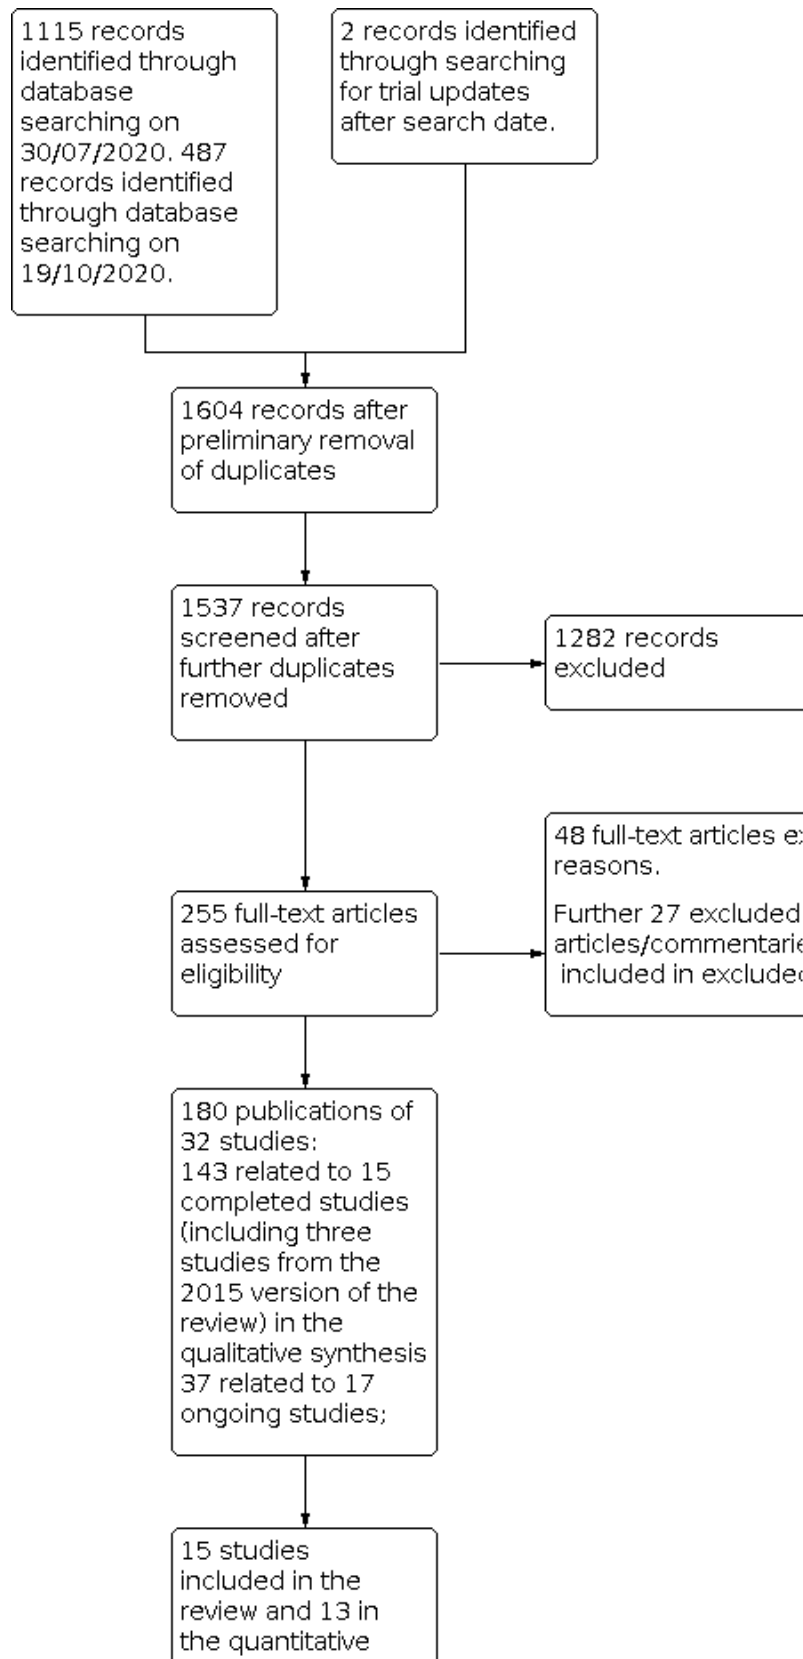 1115 records
identified through
database
searching on
30/07/2020. 487
records identified
through database
searching on
19/10/2020.
2 records identified
through searching
for trial updates
after search date.
1604 records after
preliminary removal
of duplicates
1537 records
screened after
further duplicates
removed
1282 records
excluded
255 full-text articles
assessed for
eligibility
48 full-text articles
reasons.
Further 27 excluded
included in
180 publications of
32 studies:
143 related to 15
completed studies
(including three
studies from the
2015 version of the
review) in the
qualitative synthesis
37 related to 17
ongoing studies;
15 studies
included in the
review and 13 in
the quantitative